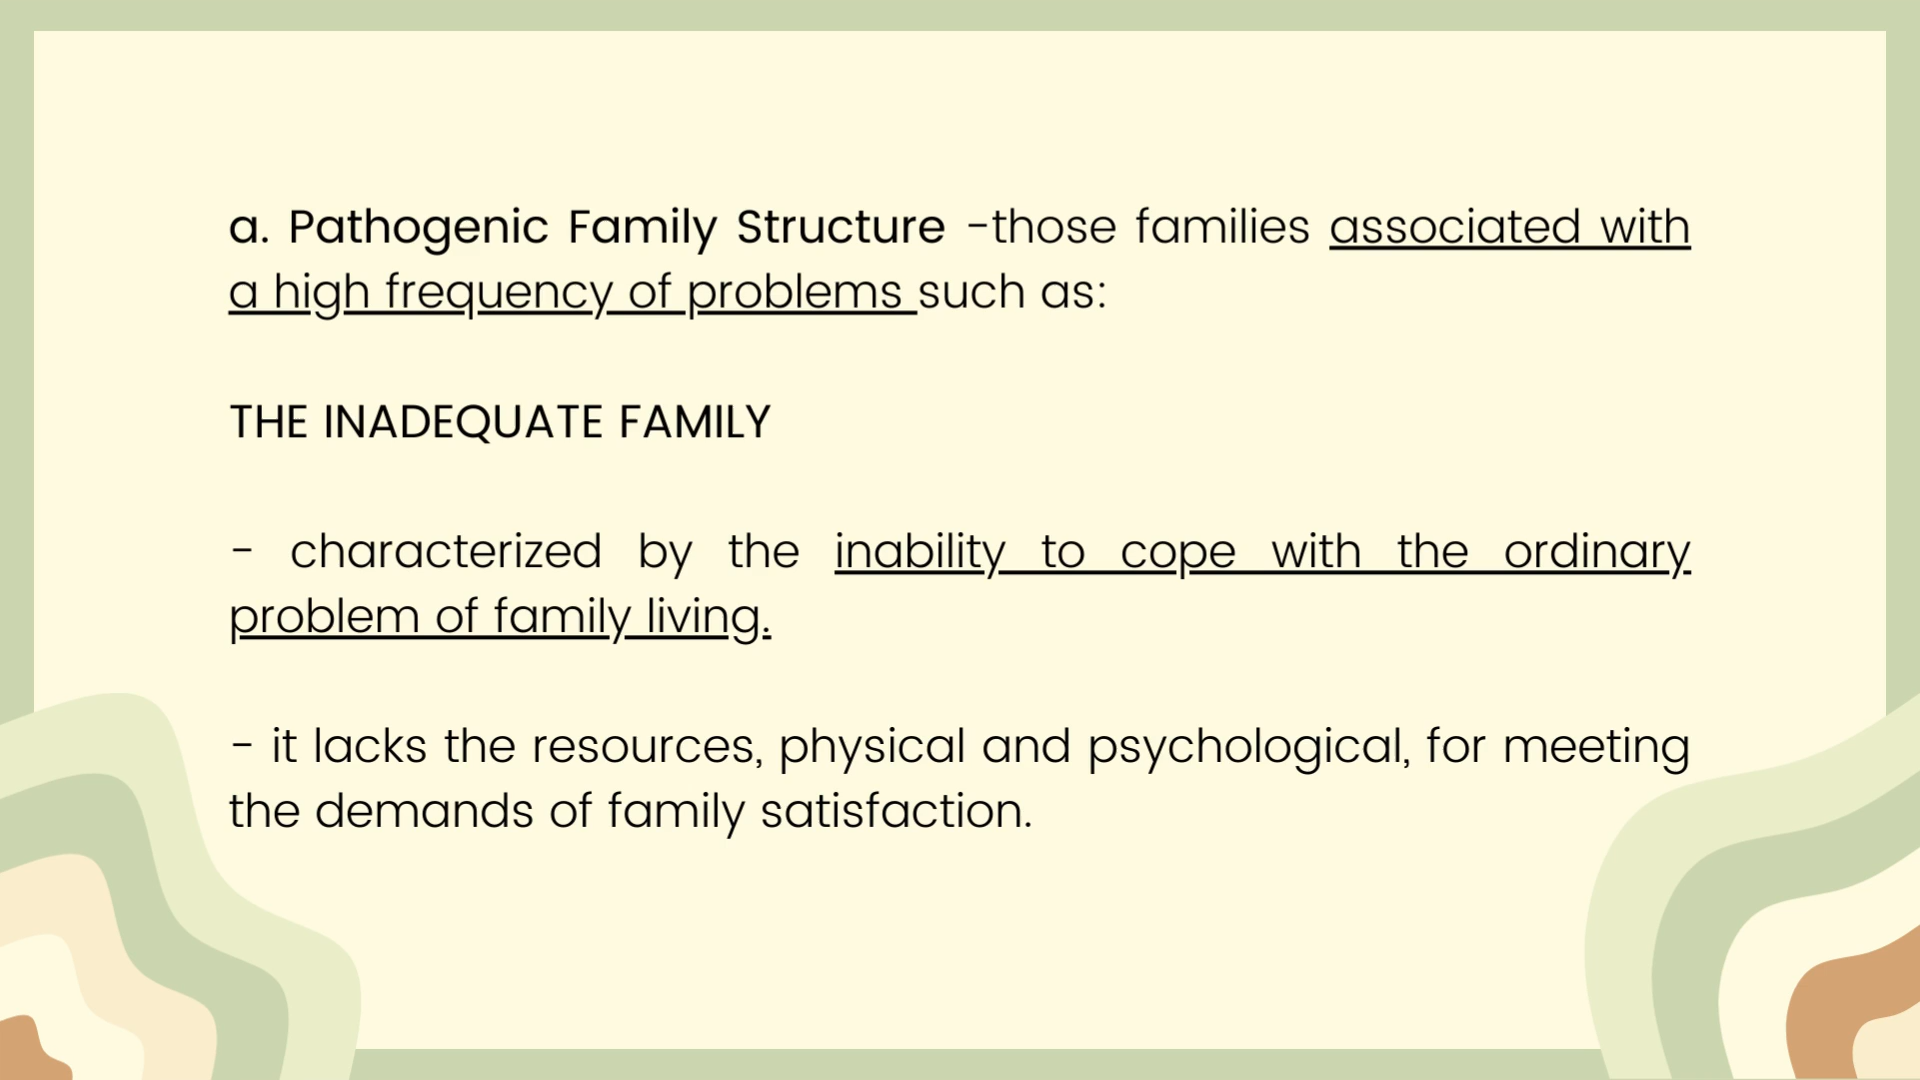 a. Pathogenic Family Structure -those families associated with
a high frequency of problems such as:
THE INADEQUATE FAMILY
- characterized by the inability to cope with the ordinary
problem of family living.
- it lacks the resources, physical and psychological, for meeting
the demands of family satisfaction.